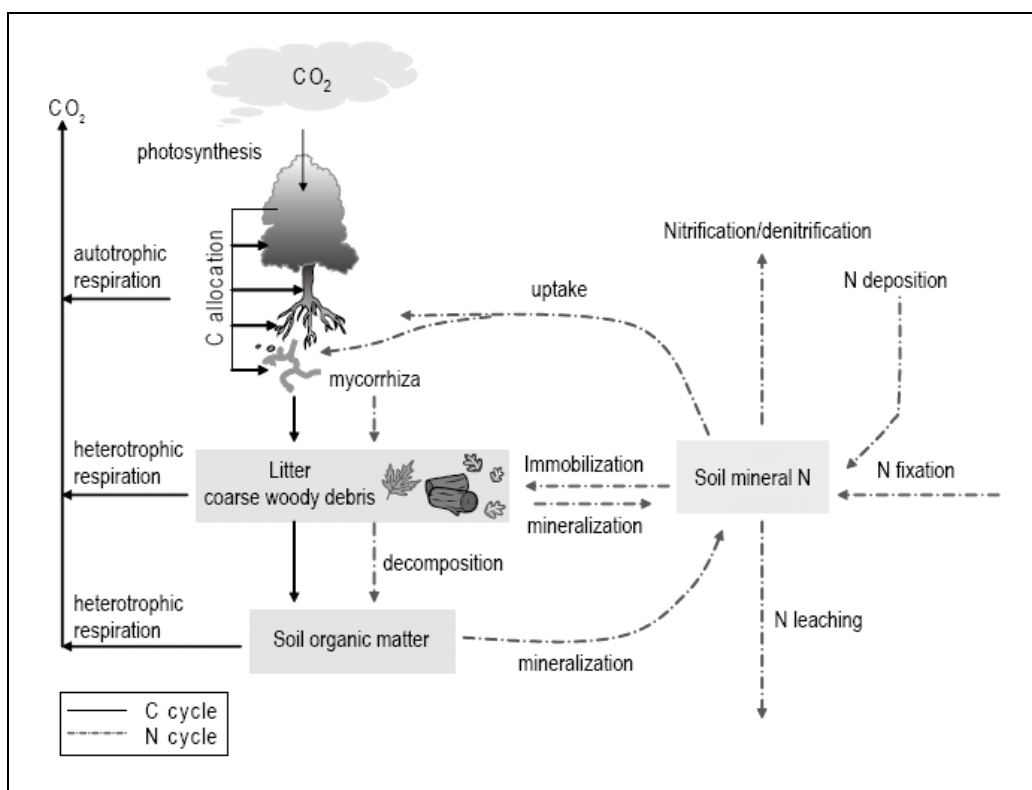 CO2
CO2
photosynthesis
C allocation
autotrophic
respiration
Nitrification/denitrification
N deposition
uptake
mycorrhiza
heterotrophic
respiration
Litter
coarse woody debris
Immobilization
mineralization
Soil mineral N
N fixation
decomposition
heterotrophic
respiration
Soil organic matter
mineralization
N leaching
C cycle
N cycle